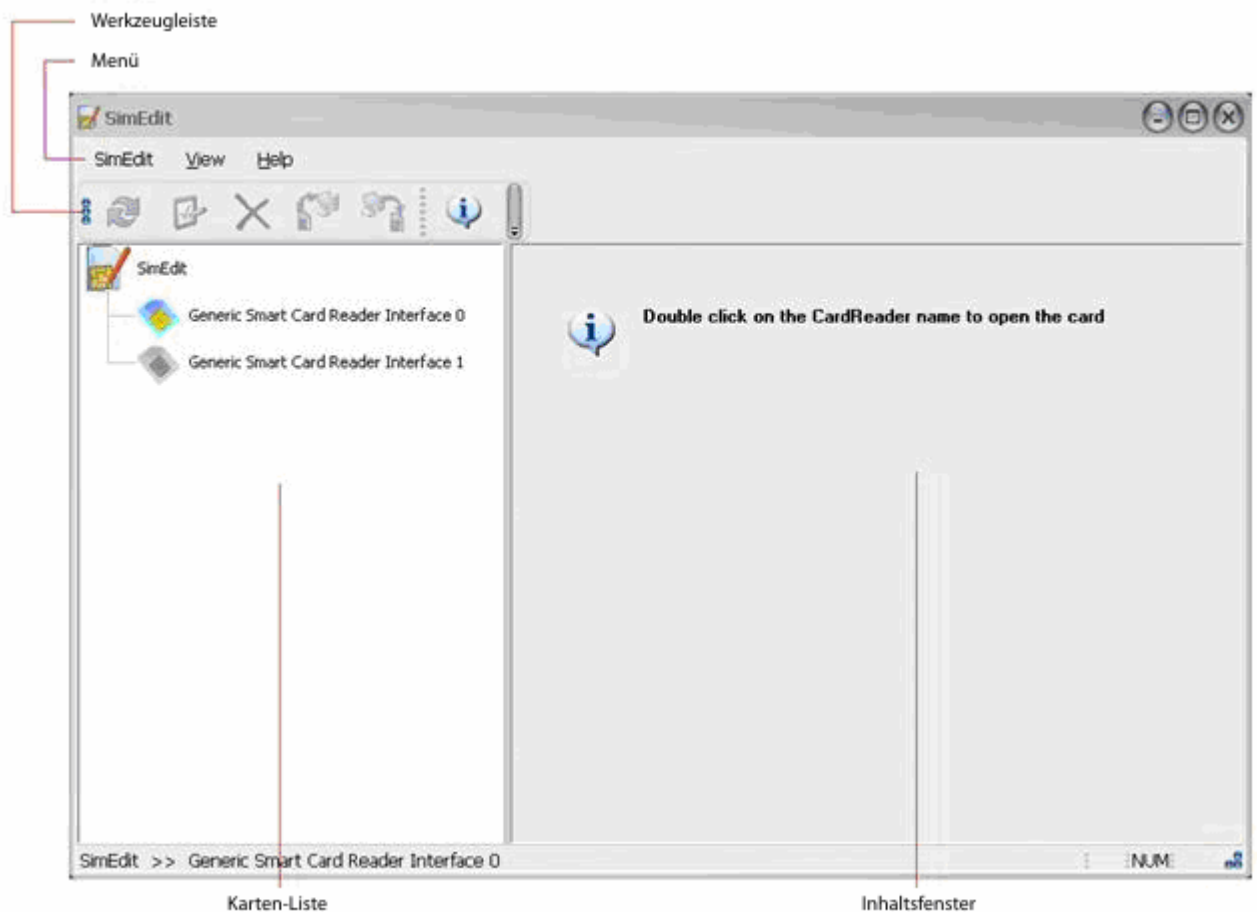 Werkzeugleiste
Menü
SimEdit
SimEdit View Help
SimEdit
Generic Smart Card Reader Interface 0
Generic Smart Card Reader Interface 1
Double click on the CardReader name to open the card
SimEdit >> Generic Smart Card Reader Interface 0
NUM
Karten-Liste
Inhaltsfenster